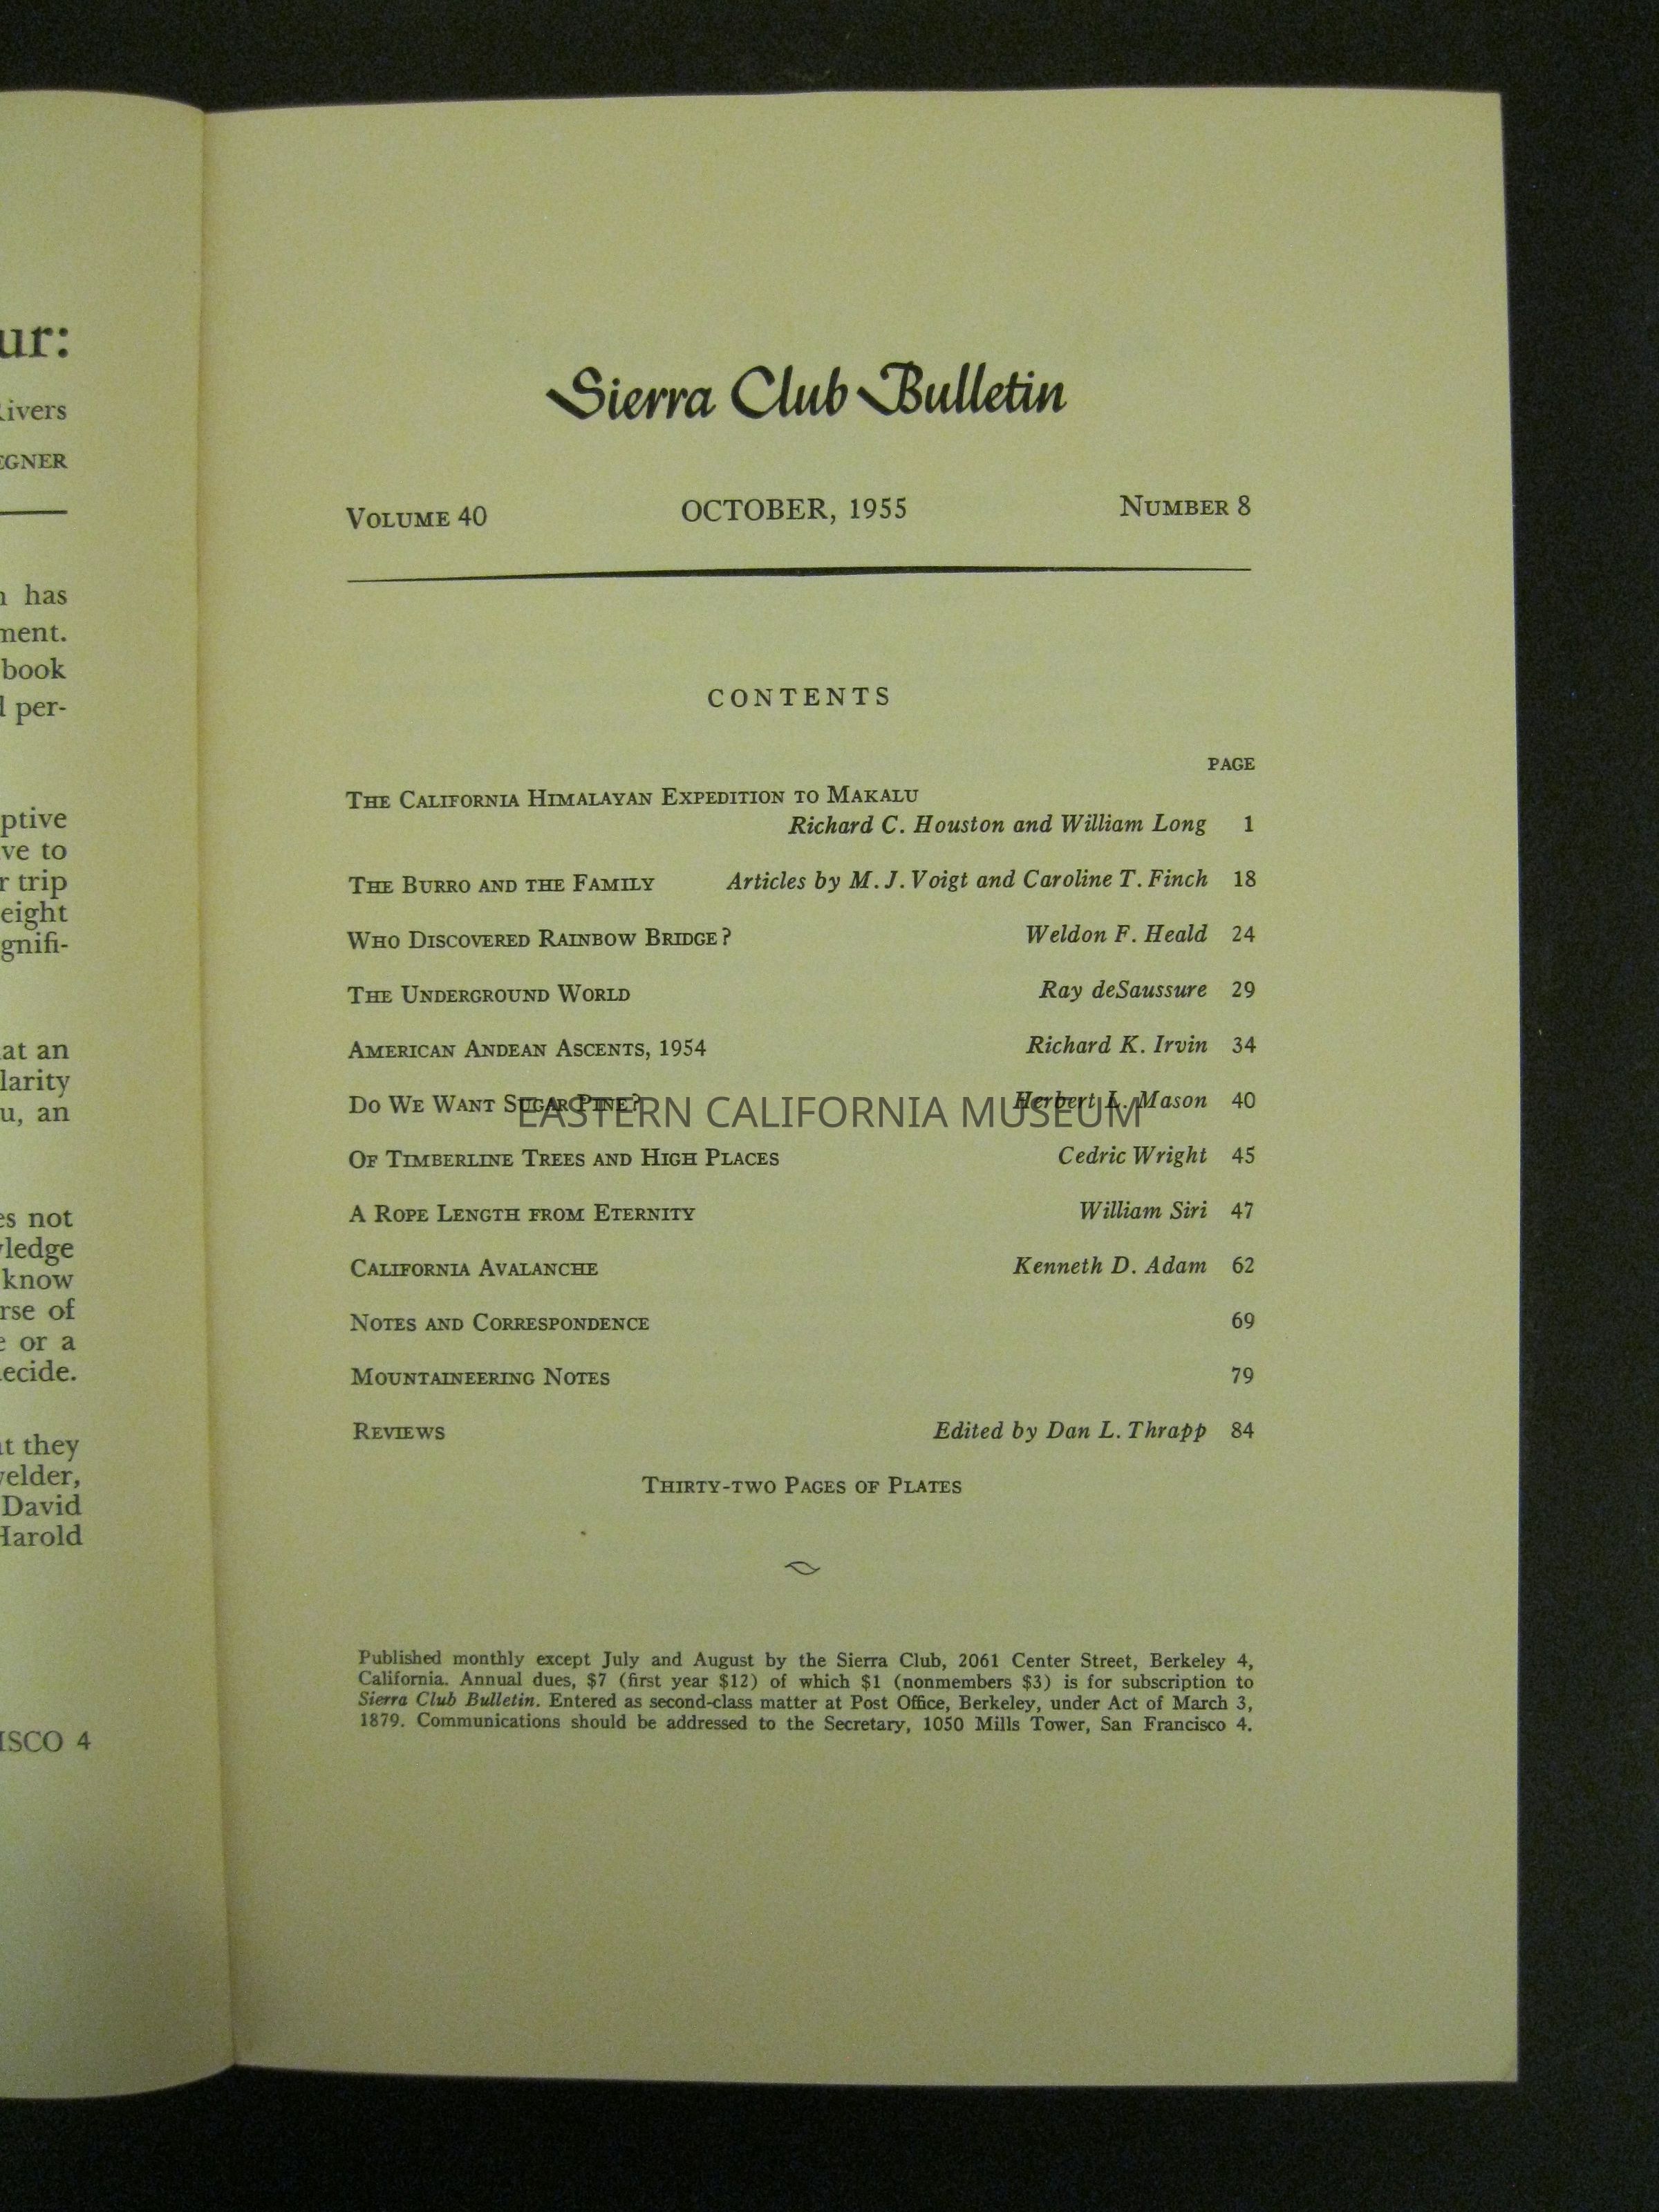 ur:
ivers
EGNER
has
ment.
book
per-
ptive
ve to
trip
eight
gnifi-
at an
larity
u, an
es not
ledge
know
rse of
e or a
ecide.
t they
elder,
David
Harold
ISCO 4
Sierra Club Bulletin
VOLUME 40 OCTOBER, 1955 NUMBER 8
CONTENTS
PAGE
THE CALIFORNIA HIMALAYAN EXPEDITION TO MAKALU
Richard C. Houston and William Long 1
THE BURRO AND THE FAMILY Articles by M. J. Voigt and Caroline T. Finch 18
WHO DISCOVERED RAINBOW BRIDGE? Weldon F. Heald 24
THE UNDERGROUND WORLD Ray deSaussure 29
AMERICAN ANDEAN ASCENTS, 1954 Richard K. Irvin 34
DO WE WANT SUGAR PINE? Herbert L. Mason 40
EASTERN CALIFORNIA MUSEUM
OF TIMBERLINE TREES AND HIGH PLACES Cedric Wright 45
A ROPE LENGTH FROM ETERNITY William Siri 47
CALIFORNIA AVALANCHE Kenneth D. Adam 62
NOTES AND CORRESPONDENCE 69
MOUNTAINEERING NOTES 79
REVIEWS Edited by Dan L. Thrapp 84
THIRTY-TWO PAGES OF PLATES
Published monthly except July and August by the Sierra Club, 2061 Center Street, Berkeley 4,
California. Annual dues, $7 (first year $12) of which $1 (nonmembers $3) is for subscription to
Sierra Club Bulletin. Entered as second-class matter at Post Office, Berkeley, under Act of March 3,
1879. Communications should be addressed to the Secretary, 1050 Mills Tower, San Francisco 4.